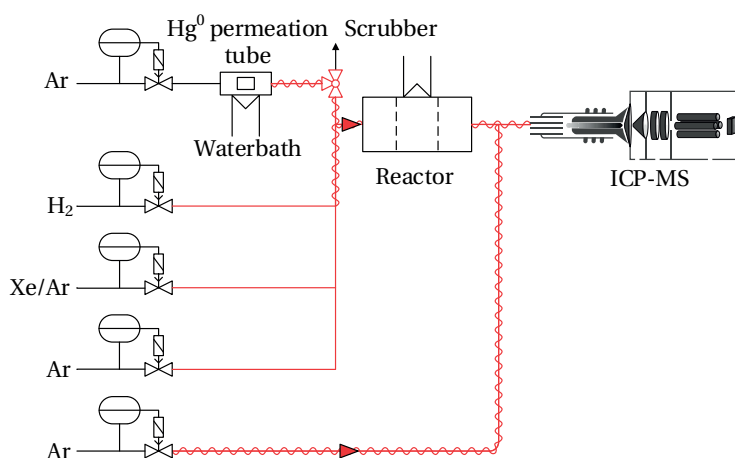 Hg⁰ permeation
tube
Scrubber
Ar
Waterbath
Reactor
ICP-MS
H₂
Xe/Ar
Ar
Ar